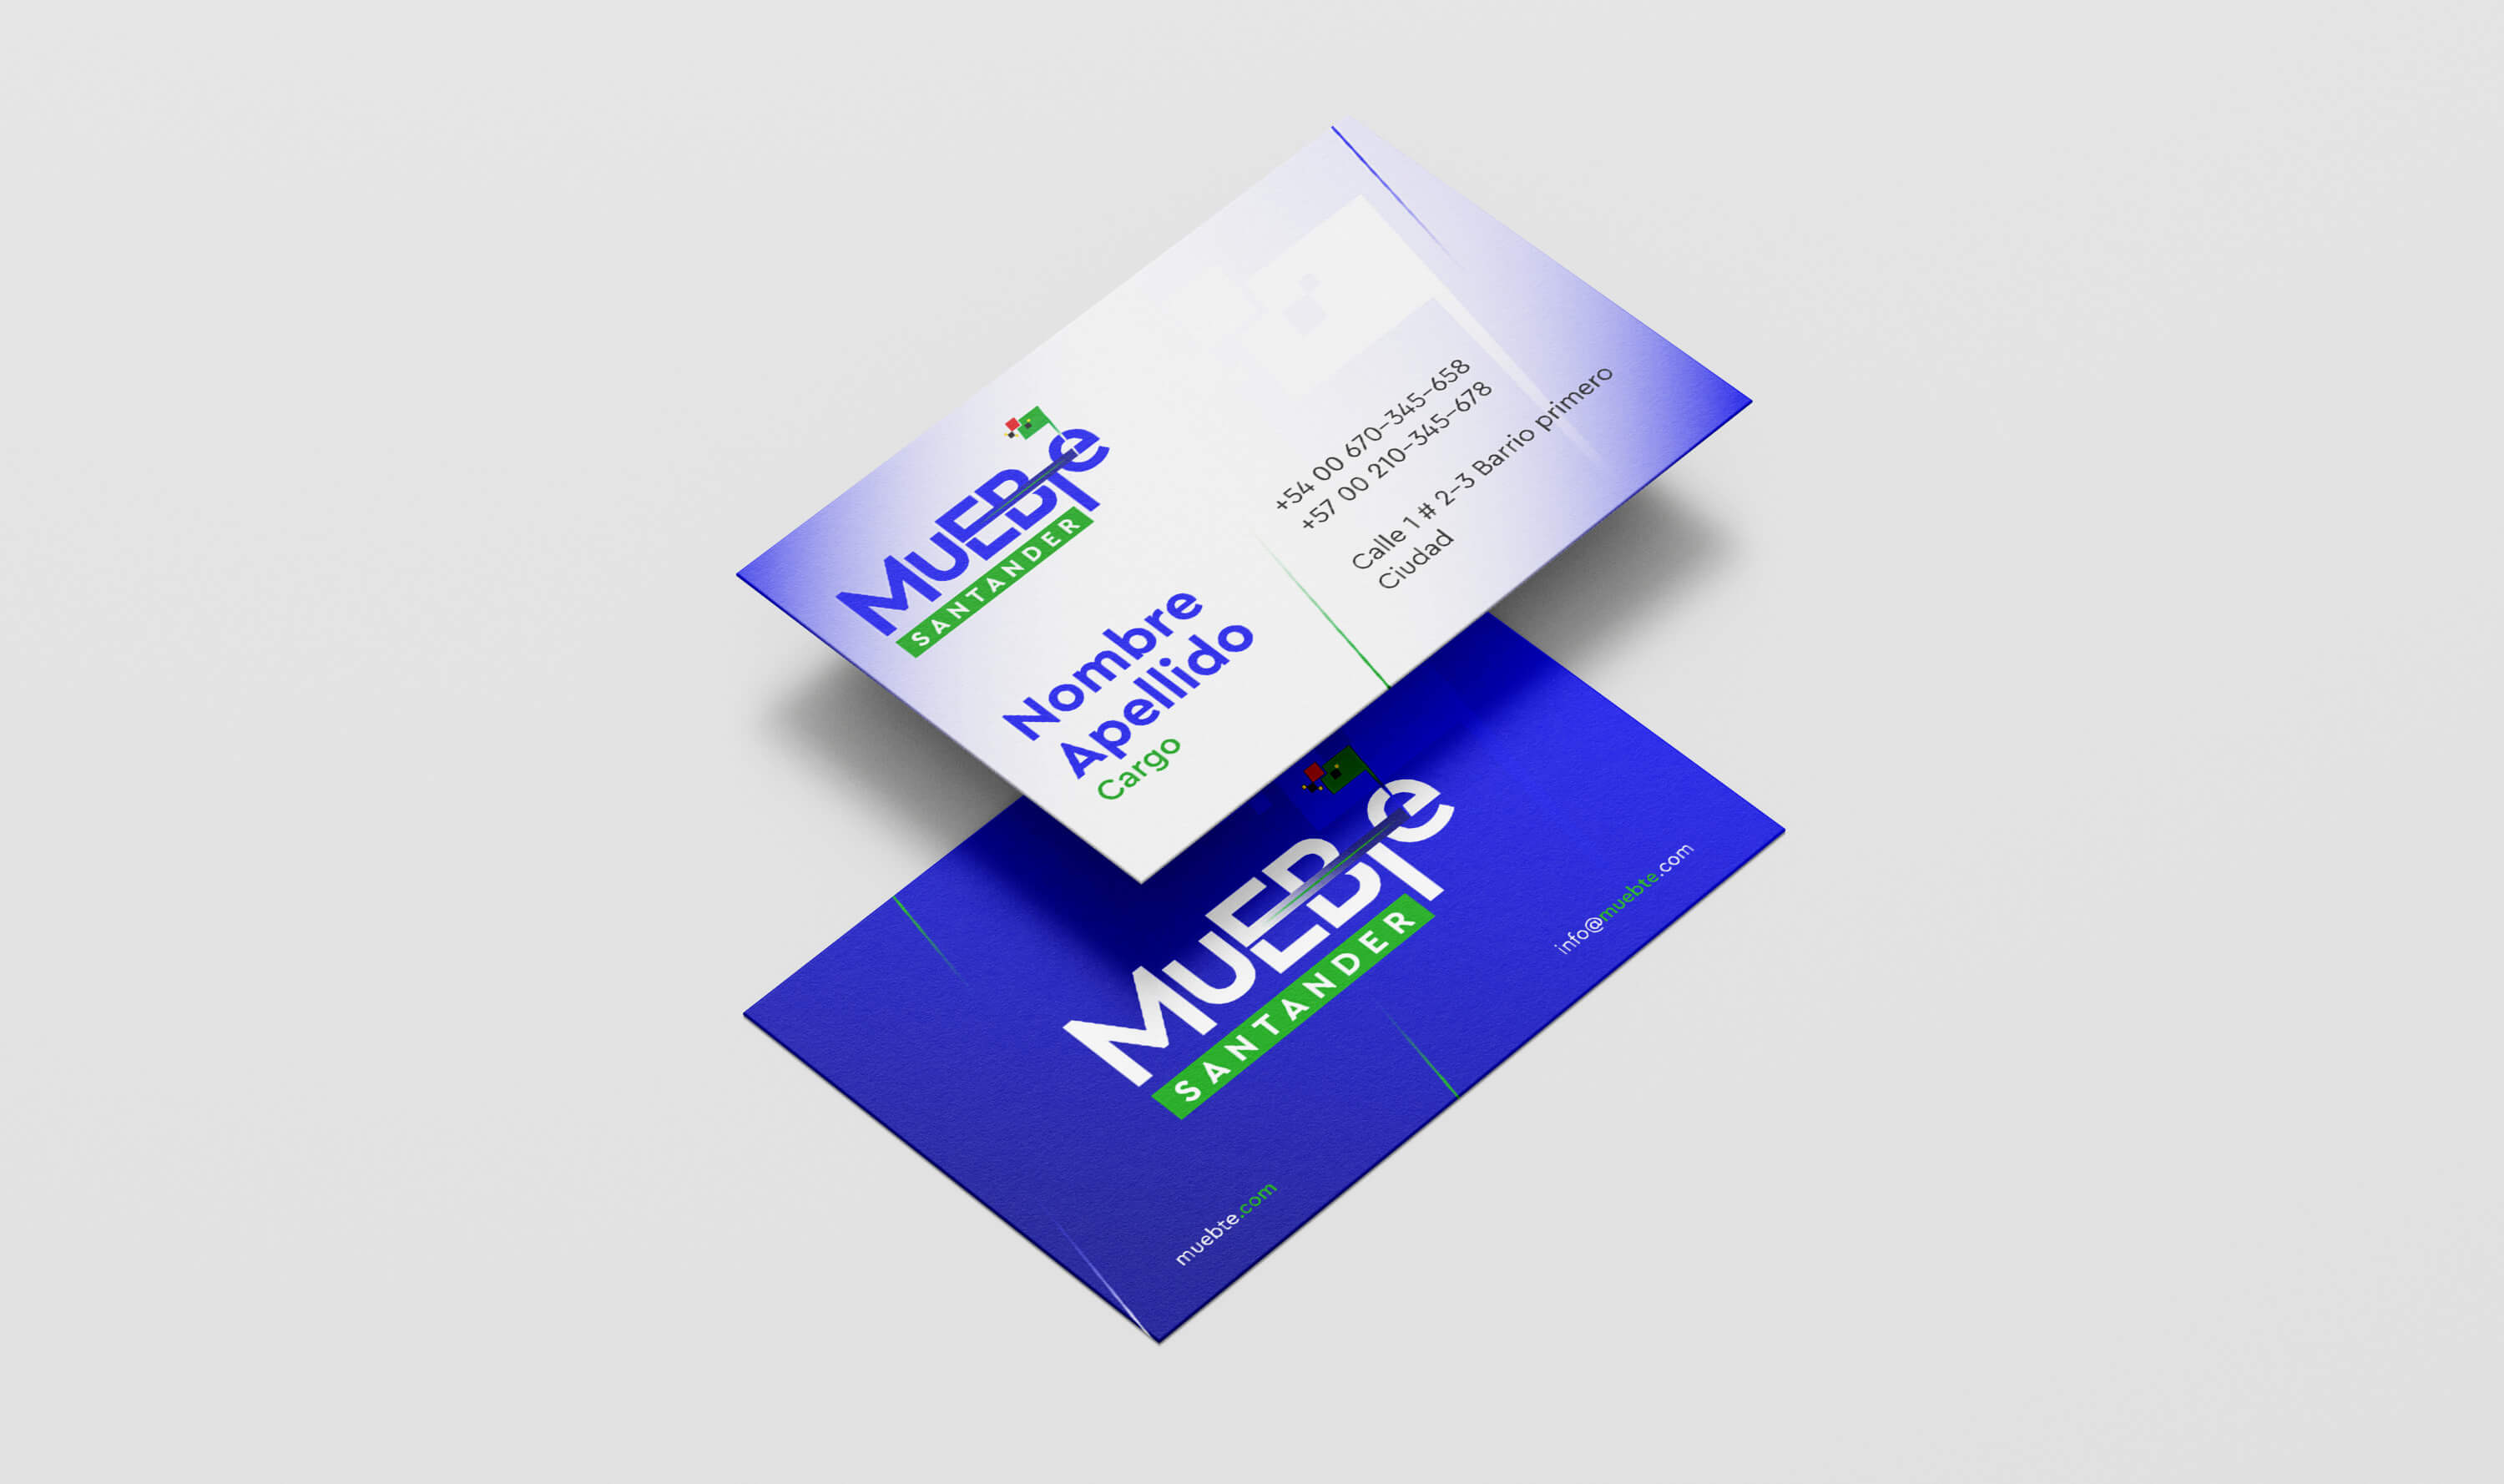 MUEBTe
SANTANDER
Nombre
Apellido
Cargo
+54 00 670-345-658
+57 00 210-345-678
Calle 1 # 2-3 Barrio primero
Ciudad
MUEBTe
SANTANDER
info@muebte.com
muebte.com